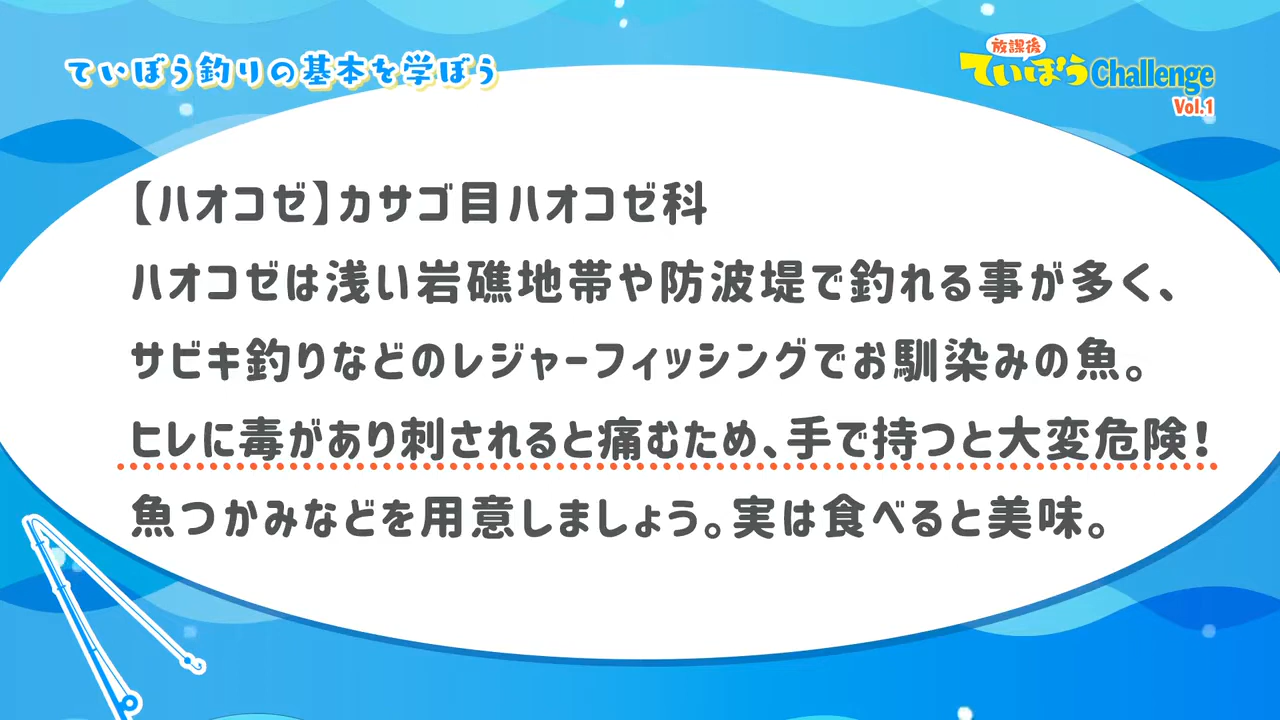 ていぼう釣りの基本を学ぼう
放課後
ていぼうChallenge
Vol.1
【ハオコゼ】カサゴ目ハオコゼ科
ハオコゼは浅い岩礁地帯や防波堤で釣れる事が多く、
サビキ釣りなどのレジャーフィッシングでお馴染みの魚。
ヒレに毒があり刺されると痛むため、手で持つと大変危険！
魚つかみなどを用意しましょう。実は食べると美味。